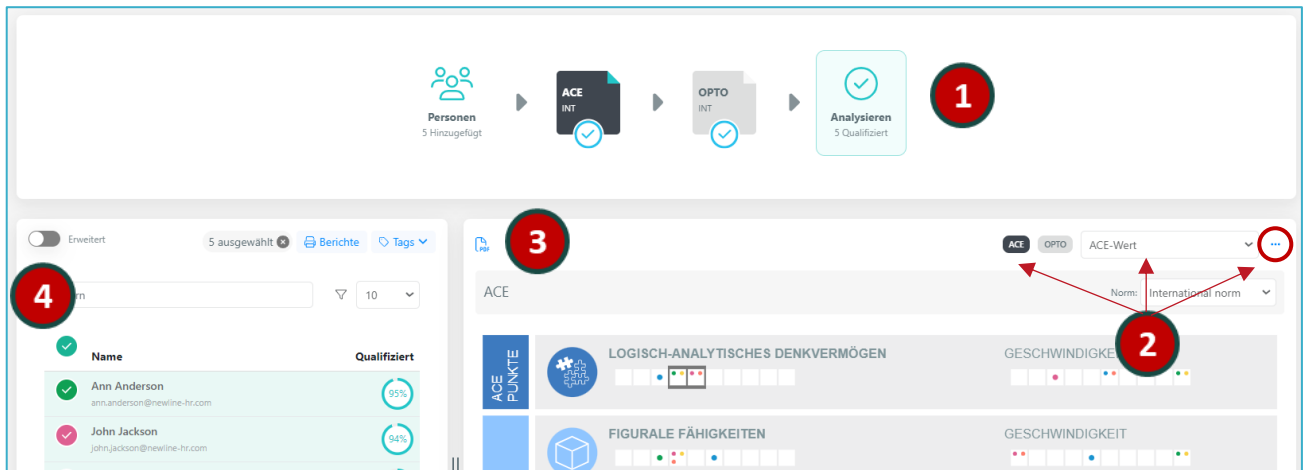 ACE
INT
OPTO
INT
Personen
5 Hinzugefügt
Analysieren
5 Qualifiziert
1
Erweitert
5 ausgewählt
Berichte
Tags
PDF
3
ACE
OPTO
ACE-Wert
4
10
ACE
Norm:
International norm
2
Name
Qualifiziert
Ann Anderson
ann.anderson@newline-hr.com
95%
John Jackson
john.jackson@newline-hr.com
94%
ACE
PUNKTE
LOGISCH-ANALYTISCHES DENKVERMÖGEN
FIGURALE FÄHIGKEITEN
GESCHWINDIGKEIT